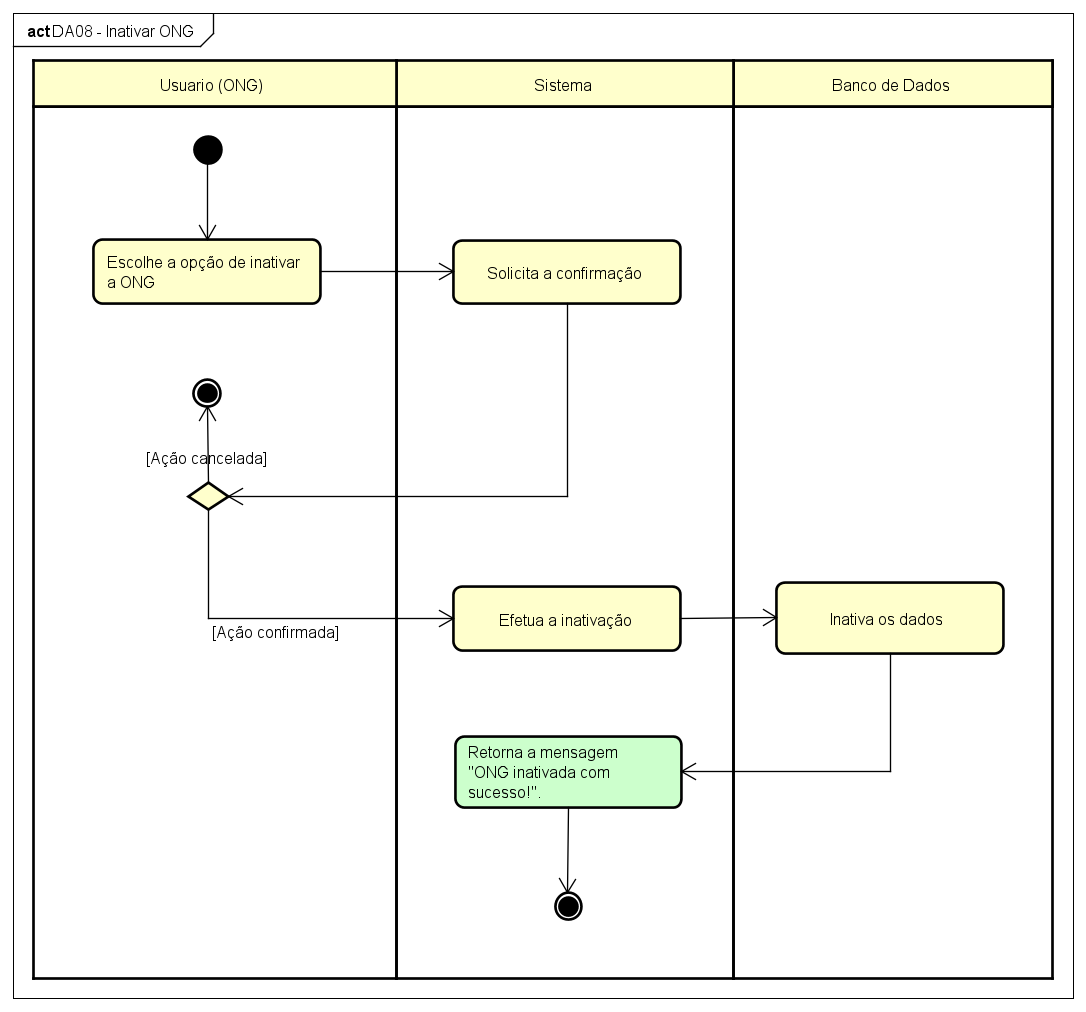 act DA08 - Inativar ONG
Usuario (ONG)
Sistema
Banco de Dados
Escolhe a opção de inativar
a ONG
Solicita a confirmação
[Ação cancelada]
[Ação confirmada]
Efetua a inativação
Inativa os dados
Retorna a mensagem
"ONG inativada com
sucesso!".